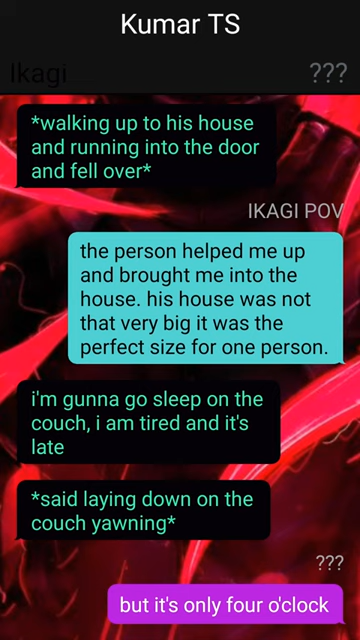 Kumar TS
Ikagi
???
*walking up to his house
and running into the door
and fell over*
IKAGI POV
the person helped me up
and brought me into the
house. his house was not
that very big it was the
perfect size for one person.
i'm gunna go sleep on the
couch, i am tired and it's
late
*said laying down on the
couch yawning*
???
but it's only four o'clock